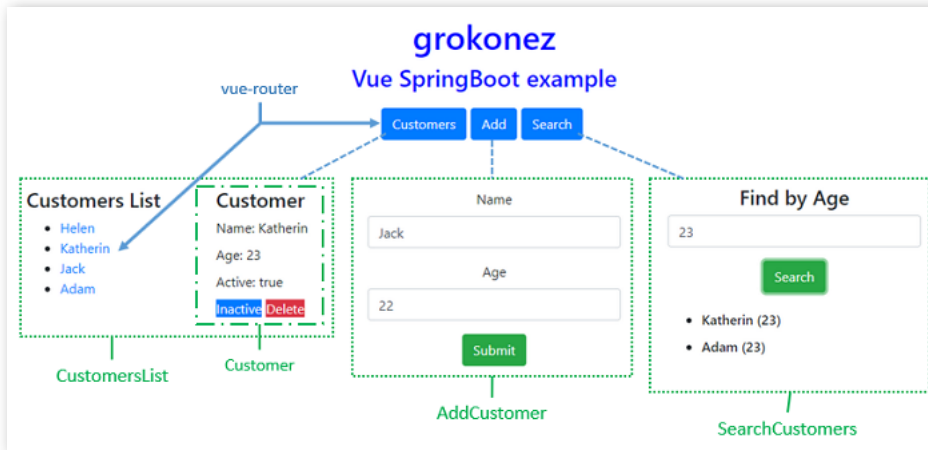 grokonez
Vue SpringBoot example
vue-router
Customers Add Search
Customers List
Helen
Katherin
Jack
Adam
Customer
Name: Katherin
Age: 23
Active: true
Inactive Delete
Name
Jack
Age
22
Submit
Find by Age
23
Search
Katherin (23)
Adam (23)
CustomersList
Customer
AddCustomer
SearchCustomers